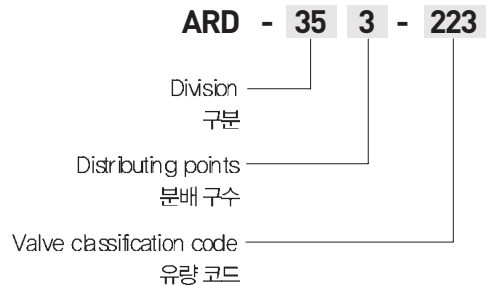 ARD - 35 3 - 223
Division
구분
Distributing points
분배 구수
Valve classification code
유량 코드